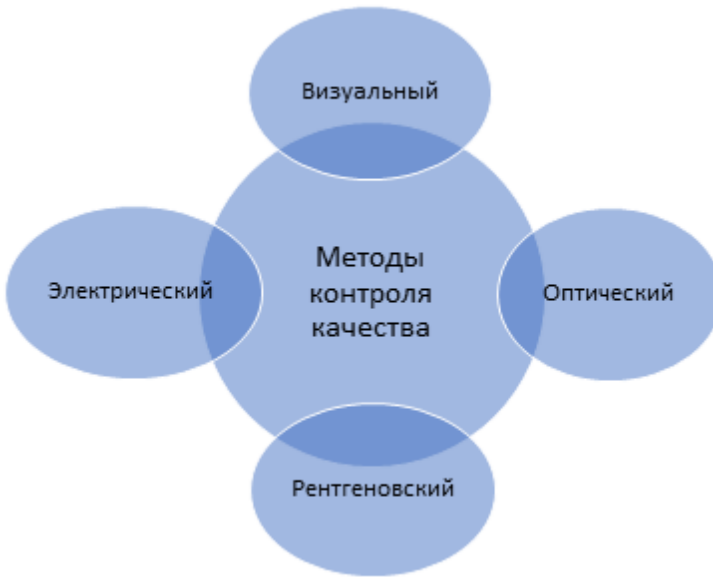 Визуальный
Электрический
Методы
контроля
качества
Оптический
Рентгеновский